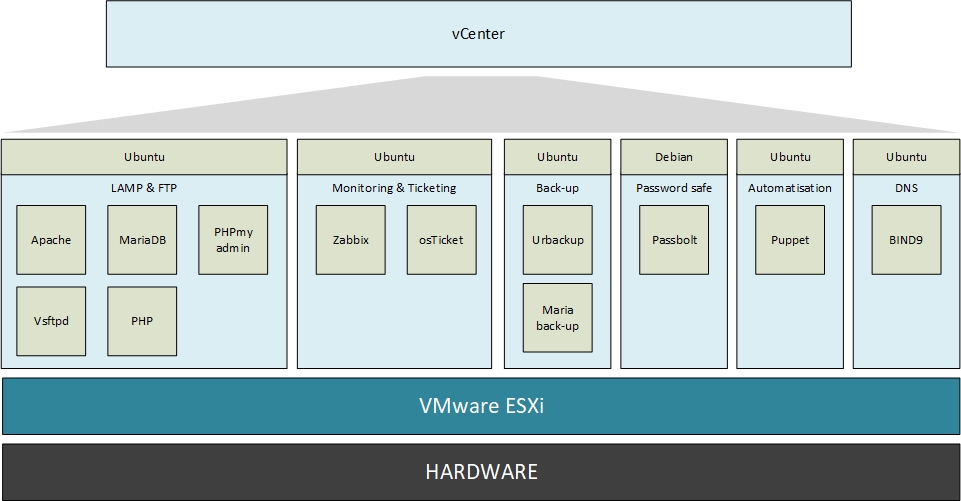 vCenter
Ubuntu
LAMP & FTP
Apache
MariaDB
PHPmy
admin
Vsftpd
PHP
Ubuntu
Monitoring & Ticketing
Zabbix
osTicket
Ubuntu
Back-up
Urbackup
Maria
back-up
Debian
Password safe
Passbolt
Ubuntu
Automatisation
Puppet
Ubuntu
DNS
BIND9
VMware ESXi
HARDWARE